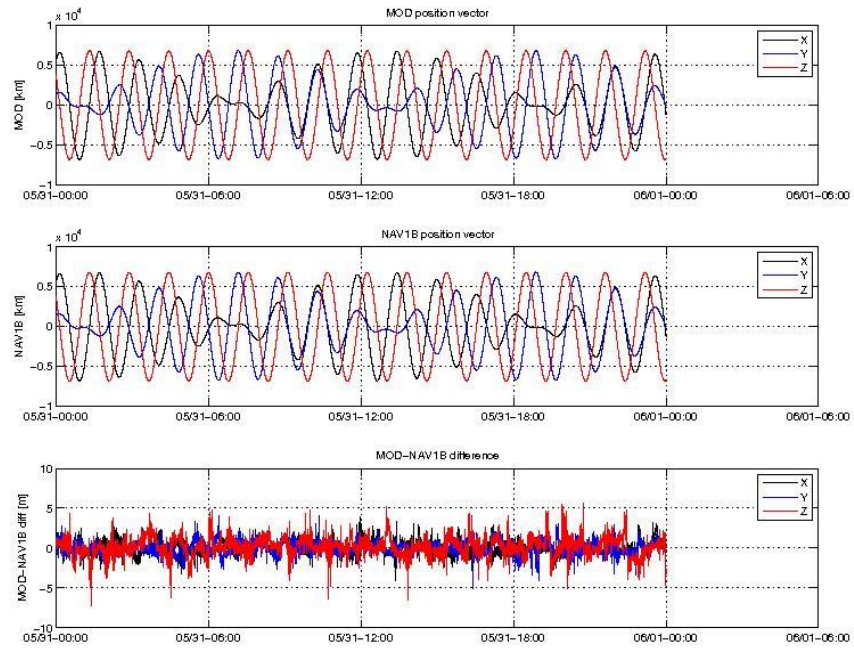 MOD position vector
x 10⁴
1
0.5
0
-0.5
-1
MOD [km]
X
Y
Z
05/31-00:00 05/31-06:00 05/31-12:00 05/31-18:00 06/01-00:00 06/01-06:00
NAV1B position vector
x 10⁴
1
0.5
0
-0.5
-1
NAV1B [km]
X
Y
Z
05/31-00:00 05/31-06:00 05/31-12:00 05/31-18:00 06/01-00:00 06/01-06:00
MOD-NAV1B difference
10
5
0
-5
-10
MOD-NAV1B diff [m]
X
Y
Z
05/31-00:00 05/31-06:00 05/31-12:00 05/31-18:00 06/01-00:00 06/01-06:00